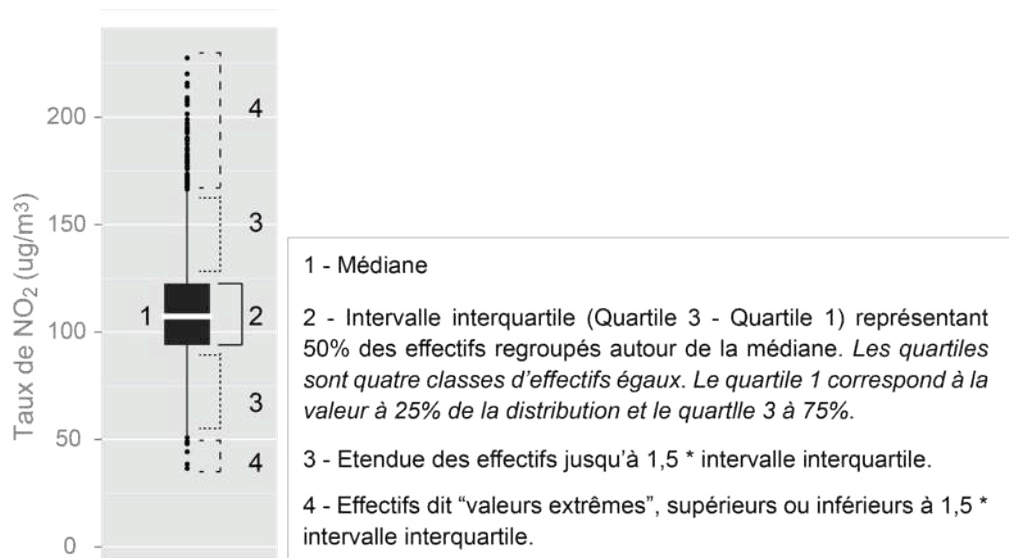 Taux de NO2 (ug/m3)
200
150
100
50
0
4
3
1
2
3
4
1 - Médiane
2 - Intervalle interquartile (Quartile 3 - Quartile 1) représentant
50% des effectifs regroupés autour de la médiane. Les quartiles
sont quatre classes d'effectifs égaux. Le quartile 1 correspond à la
valeur à 25% de la distribution et le quartlle 3 à 75%.
3 - Etendue des effectifs jusqu'à 1,5 * intervalle interquartile.
4 - Effectifs dit “valeurs extrêmes”, supérieurs ou inférieurs à 1,5 *
intervalle interquartile.